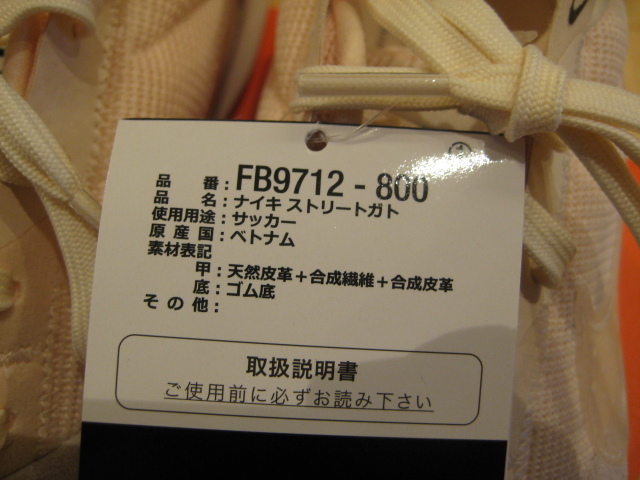 品番：FB9712 - 800
品名：ナイキ ストリートガト
使用用途：サッカー
原産国：ベトナム
素材表記
甲：天然皮革＋合成繊維＋合成皮革
底：ゴム底
その他：
取扱説明書
ご使用前に必ずお読み下さい